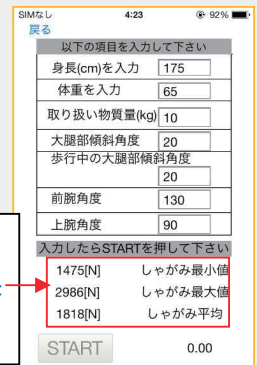 SIMなし 4:23 92%
戻る
以下の項目を入力して下さい
身長(cm)を入力 175
体重を入力 65
取り扱い物質量(kg) 10
大腿部傾斜角度 20
歩行中の大腿部傾斜角度
20
前腕角度 130
上腕角度 90
入力したらSTARTを押して下さい
1475[N] しゃがみ最小値
2986[N] しゃがみ最大値
1818[N] しゃがみ平均
START 0.00